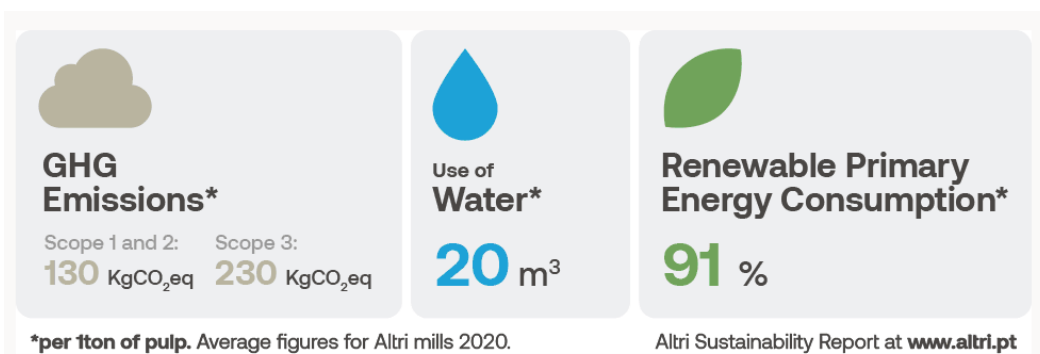 GHG
Emissions*
Scope 1 and 2: Scope 3:
130 KgCO₂eq 230 KgCO₂eq
Use of
Water*
20 m³
Renewable Primary
Energy Consumption*
91 %
*per 1ton of pulp. Average figures for Altri mills 2020.
Altri Sustainability Report at www.altri.pt